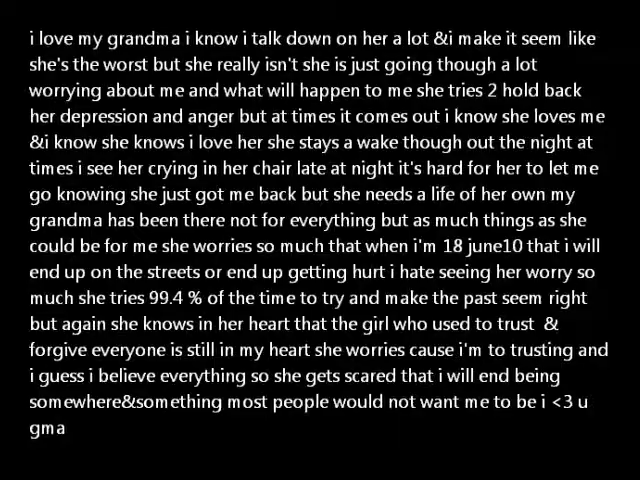 i love my grandma i know i talk down on her a lot &i make it seem like
she's the worst but she really isn't she is just going though a lot
worrying about me and what will happen to me she tries 2 hold back
her depression and anger but at times it comes out i know she loves me
&i know she knows i love her she stays a wake though out the night at
times i see her crying in her chair late at night it's hard for her to let me
go knowing she just got me back but she needs a life of her own my
grandma has been there not for everything but as much things as she
could be for me she worries so much that when i'm 18 june10 that i will
end up on the streets or end up getting hurt i hate seeing her worry so
much she tries 99.4 % of the time to try and make the past seem right
but again she knows in her heart that the girl who used to trust  &
forgive everyone is still in my heart she worries cause i'm to trusting and
i guess i believe everything so she gets scared that i will end being
somewhere&something most people would not want me to be i <3 u
gma